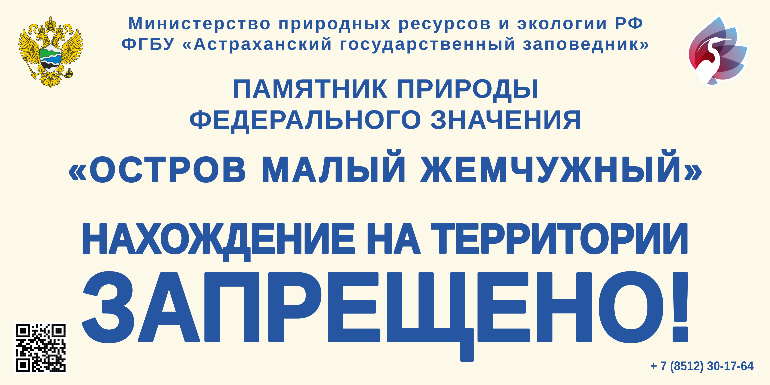 Министерство природных ресурсов и экологии РФ
ФГБУ «Астраханский государственный заповедник»
ПАМЯТНИК ПРИРОДЫ
ФЕДЕРАЛЬНОГО ЗНАЧЕНИЯ
«ОСТРОВ МАЛЫЙ ЖЕМЧУЖНЫЙ»
НАХОЖДЕНИЕ НА ТЕРРИТОРИИ
ЗАПРЕЩЕНО!
+ 7 (8512) 30-17-64